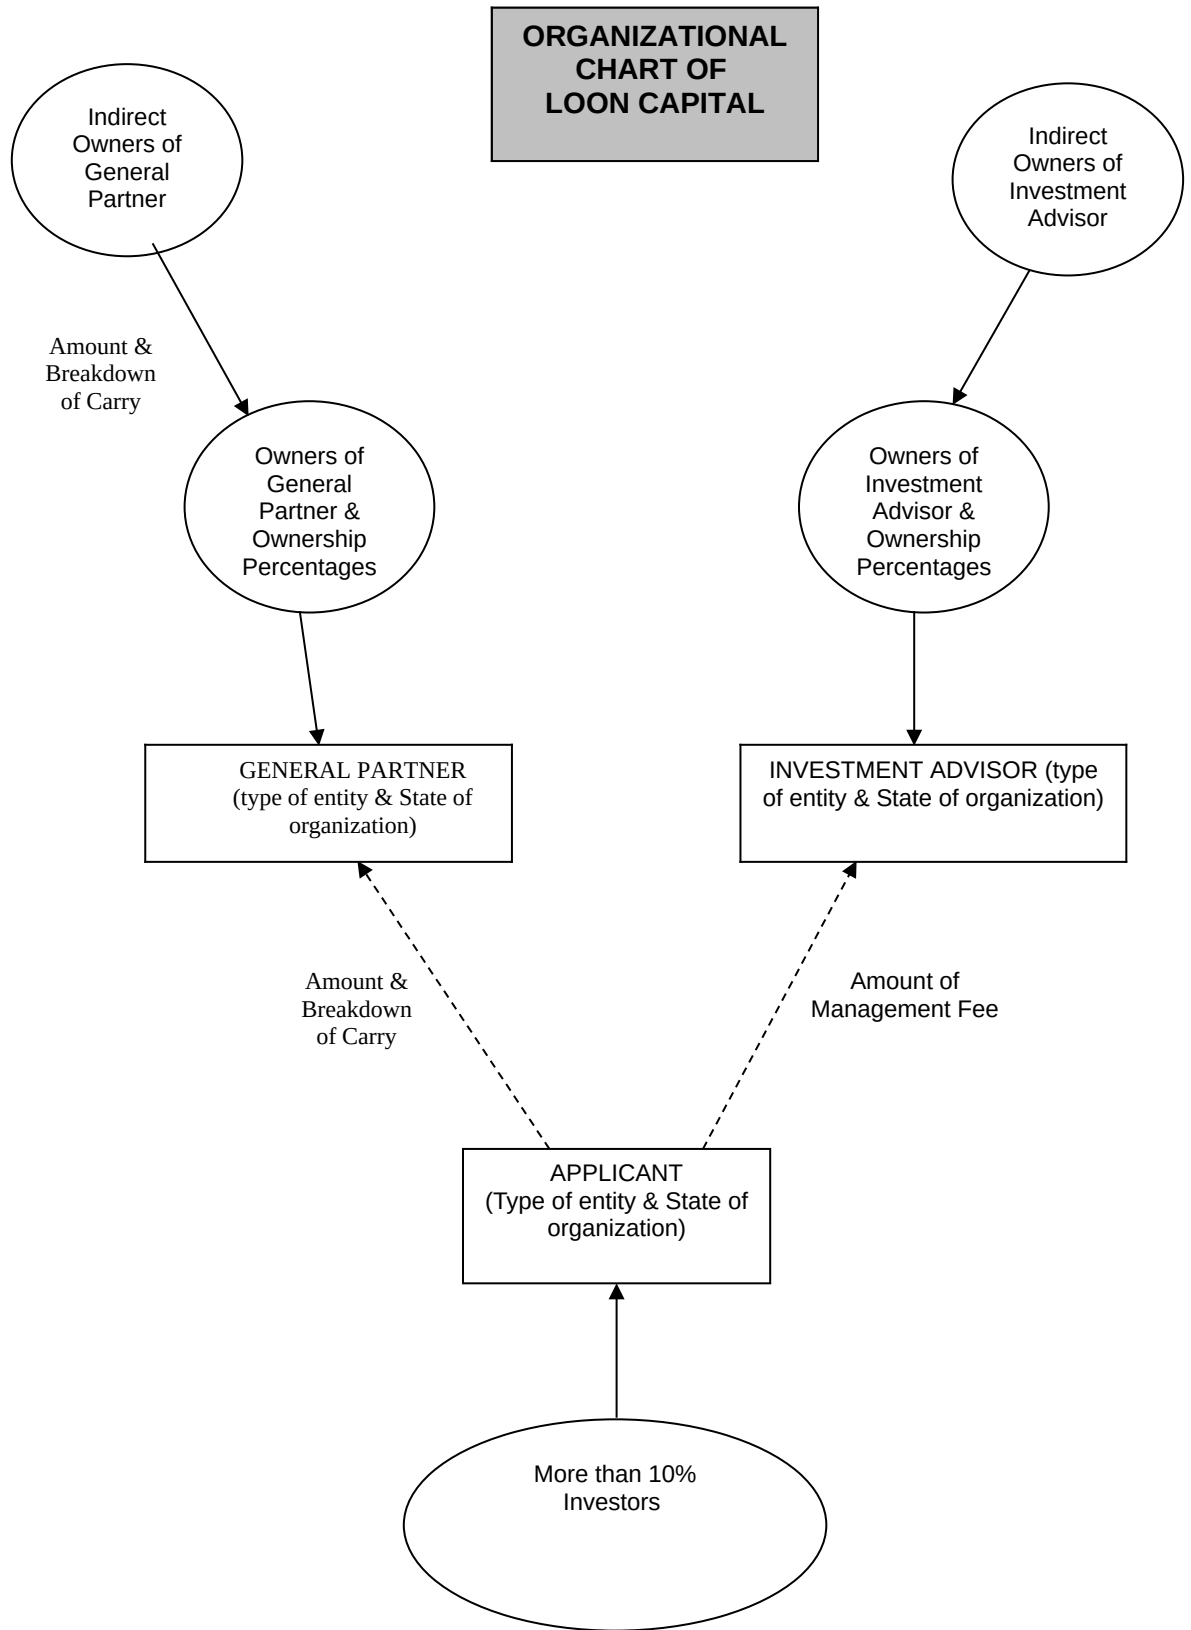 ORGANIZATIONAL
CHART OF
LOON CAPITAL
Indirect
Owners of
General
Partner
Indirect
Owners of
Investment
Advisor
Amount &
Breakdown
of Carry
Owners of
General
Partner &
Ownership
Percentages
Owners of
Investment
Advisor &
Ownership
Percentages
GENERAL PARTNER
(type of entity & State of
organization)
INVESTMENT ADVISOR (type
of entity & State of organization)
Amount &
Breakdown
of Carry
Amount of
Management Fee
APPLICANT
(Type of entity & State of
organization)
More than 10%
Investors